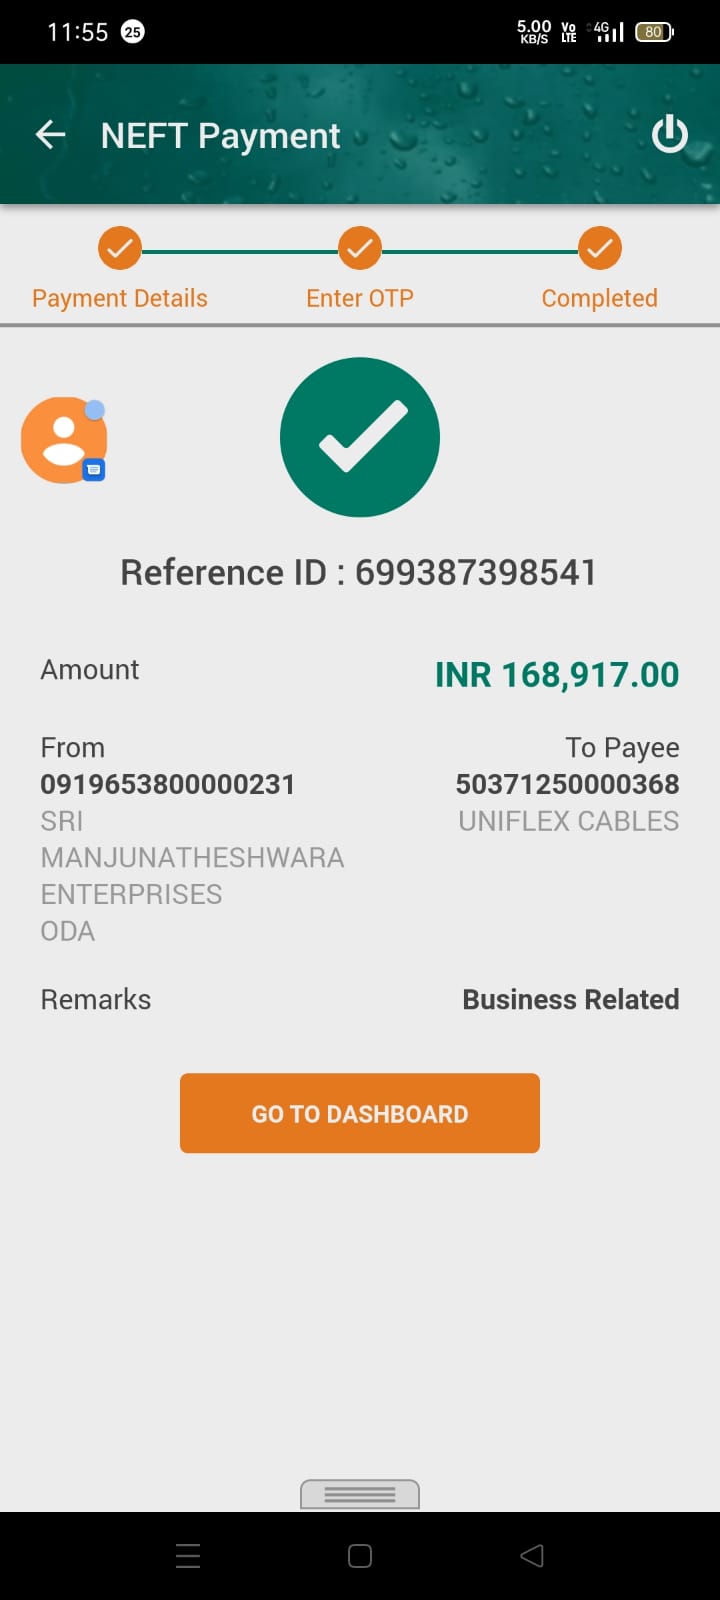 11:55 25 5.00 KB/S Vo LTE 4G 80
NEFT Payment
Payment Details Enter OTP Completed
Reference ID : 699387398541
Amount INR 168,917.00
From To Payee
0919653800000231 50371250000368
SRI UNIFLEX CABLES
MANJUNATHESHWARA
ENTERPRISES
ODA
Remarks Business Related
GO TO DASHBOARD